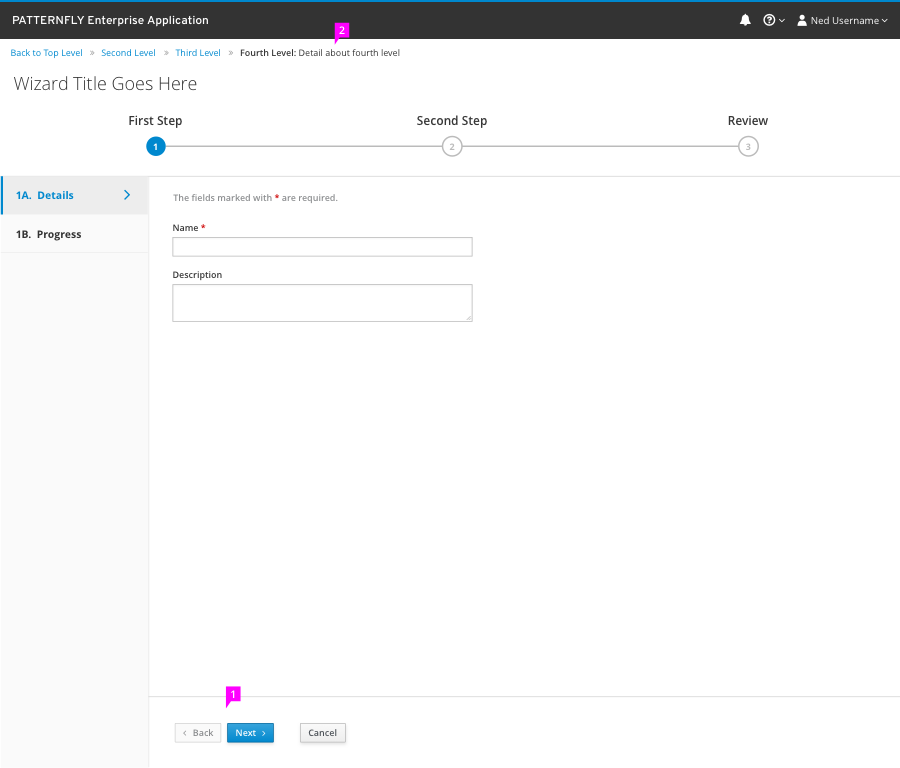 PATTERNFLY Enterprise Application
Ned Username
2
Back to Top Level » Second Level » Third Level » Fourth Level: Detail about fourth level
Wizard Title Goes Here
First Step Second Step Review
1 2 3
1A. Details
1B. Progress
The fields marked with * are required.
Name *
Description
1
< Back Next > Cancel